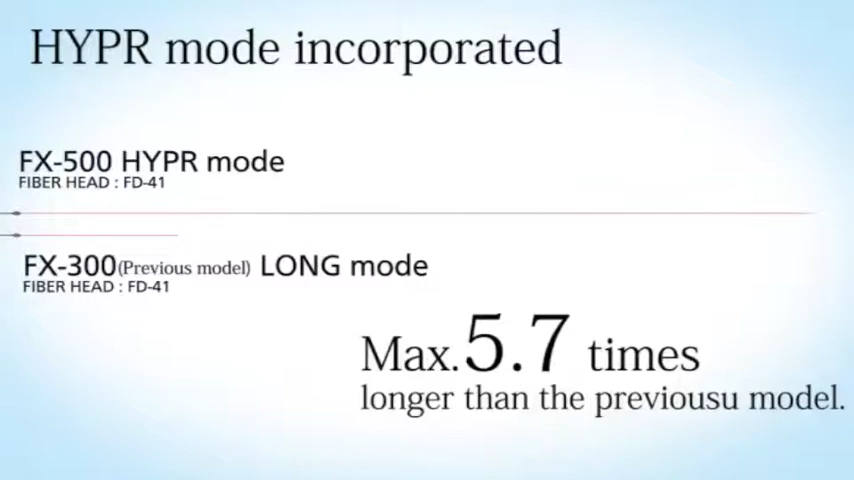 HYPR mode incorporated
FX-500 HYPR mode
FIBER HEAD : FD-41
FX-300(Previous model) LONG mode
FIBER HEAD : FD-41
Max.5.7 times
longer than the previousu model.